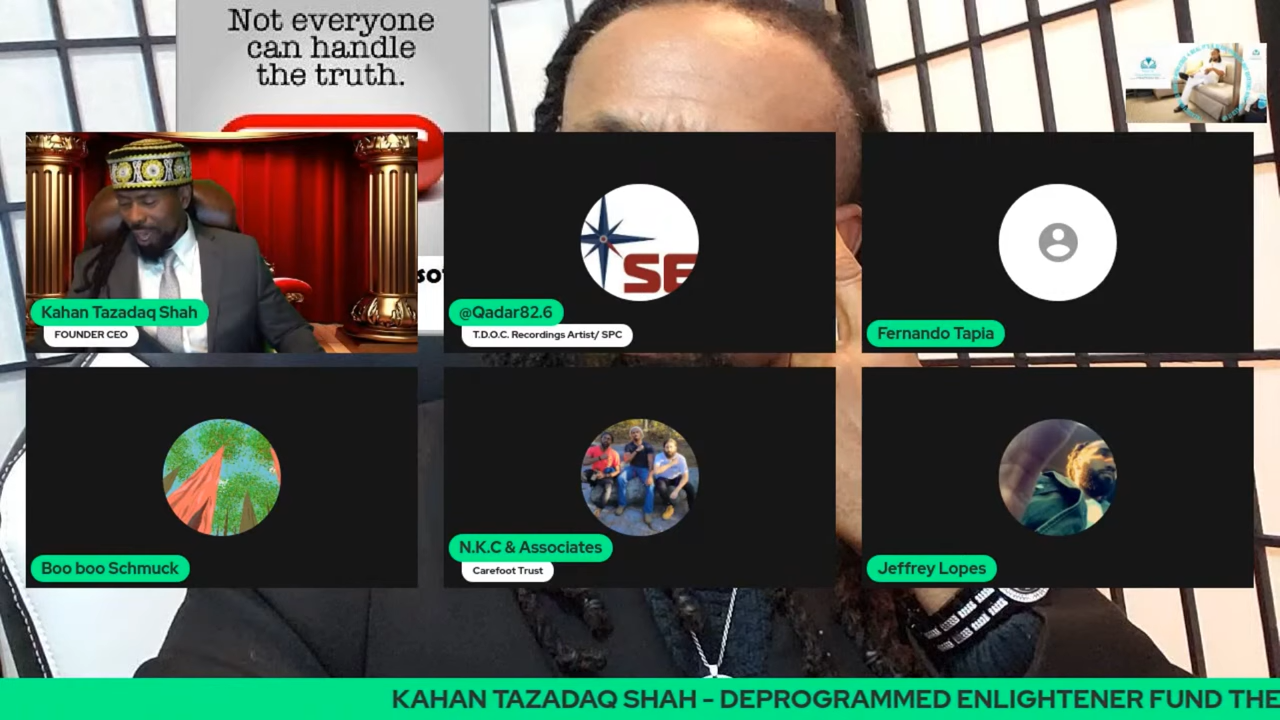 Not everyone
can handle
the truth.
Kahan Tazadaq Shah
FOUNDER CEO
SE
@Qadar82.6
T.D.O.C. Recordings Artist/ SPC
Fernando Tapia
Boo boo Schmuck
N.K.C & Associates
Carefoot Trust
Jeffrey Lopes
KAHAN TAZADAQ SHAH - DEPROGRAMMED ENLIGHTENER FUND THE